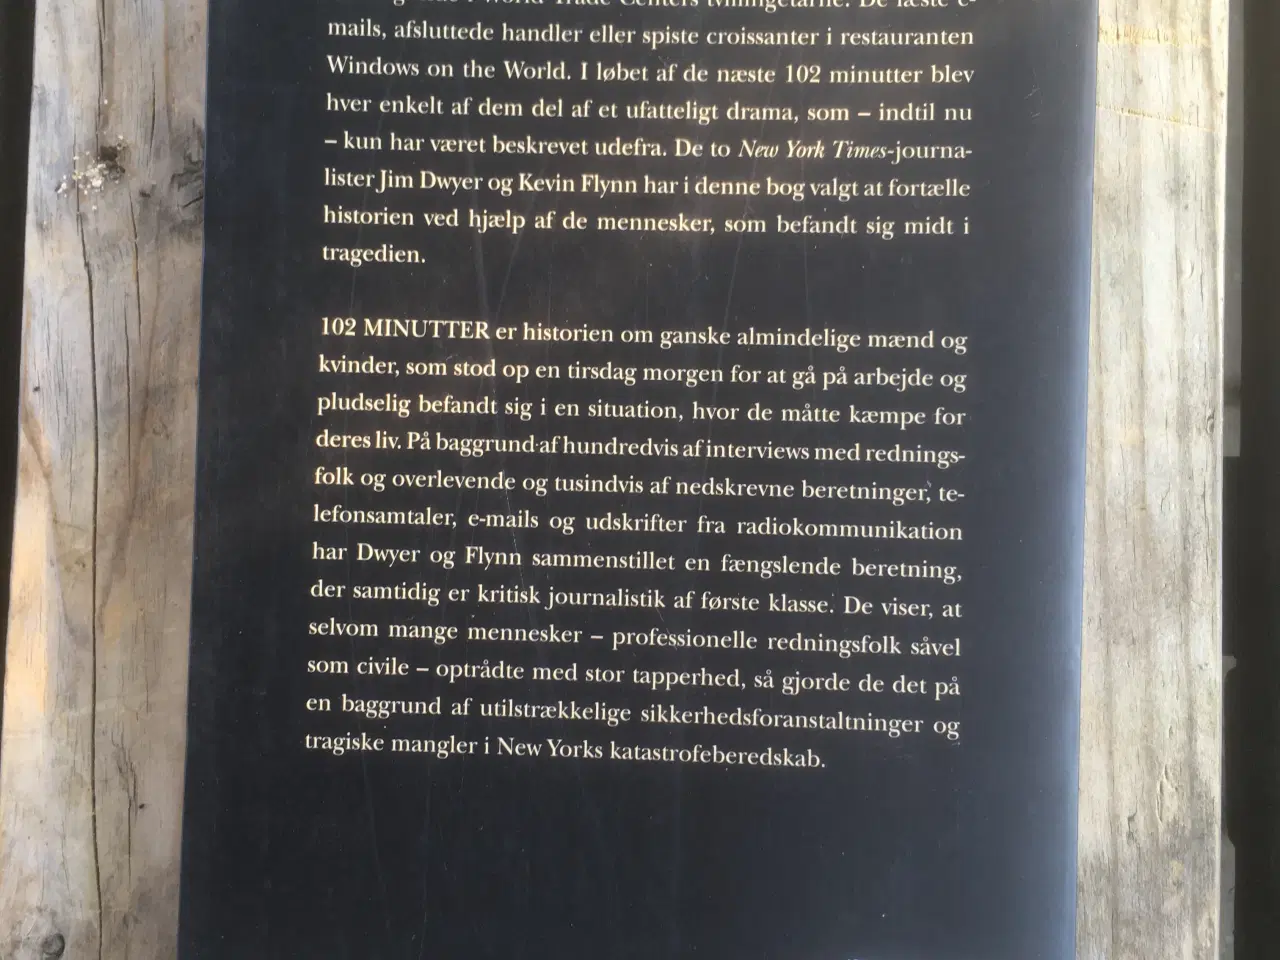 World Trade Centers tvillingetårne. De læste e-
mails, afsluttede handler eller spiste croissanter i restauranten
Windows on the World. I løbet af de næste 102 minutter blev
hver enkelt af dem del af et ufatteligt drama, som – indtil nu
– kun har været beskrevet udefra. De to New York Times-journa-
lister Jim Dwyer og Kevin Flynn har i denne bog valgt at fortælle
historien ved hjælp af de mennesker, som befandt sig midt i
tragedien.
102 MINUTTER er historien om ganske almindelige mænd og
kvinder, som stod op en tirsdag morgen for at gå på arbejde og
pludselig befandt sig i en situation, hvor de måtte kæmpe for
deres liv. På baggrund af hundredvis af interviews med rednings-
folk og overlevende og tusindvis af nedskrevne beretninger, te-
lefonsamtaler, e-mails og udskrifter fra radiokommunikation
har Dwyer og Flynn sammenstillet en fængslende beretning,
der samtidig er kritisk journalistik af første klasse. De viser, at
selvom mange mennesker – professionelle redningsfolk såvel
som civile – optrådte med stor tapperhed, så gjorde de det på
en baggrund af utilstrækkelige sikkerhedsforanstaltninger og
tragiske mangler i New Yorks katastrofeberedskab.